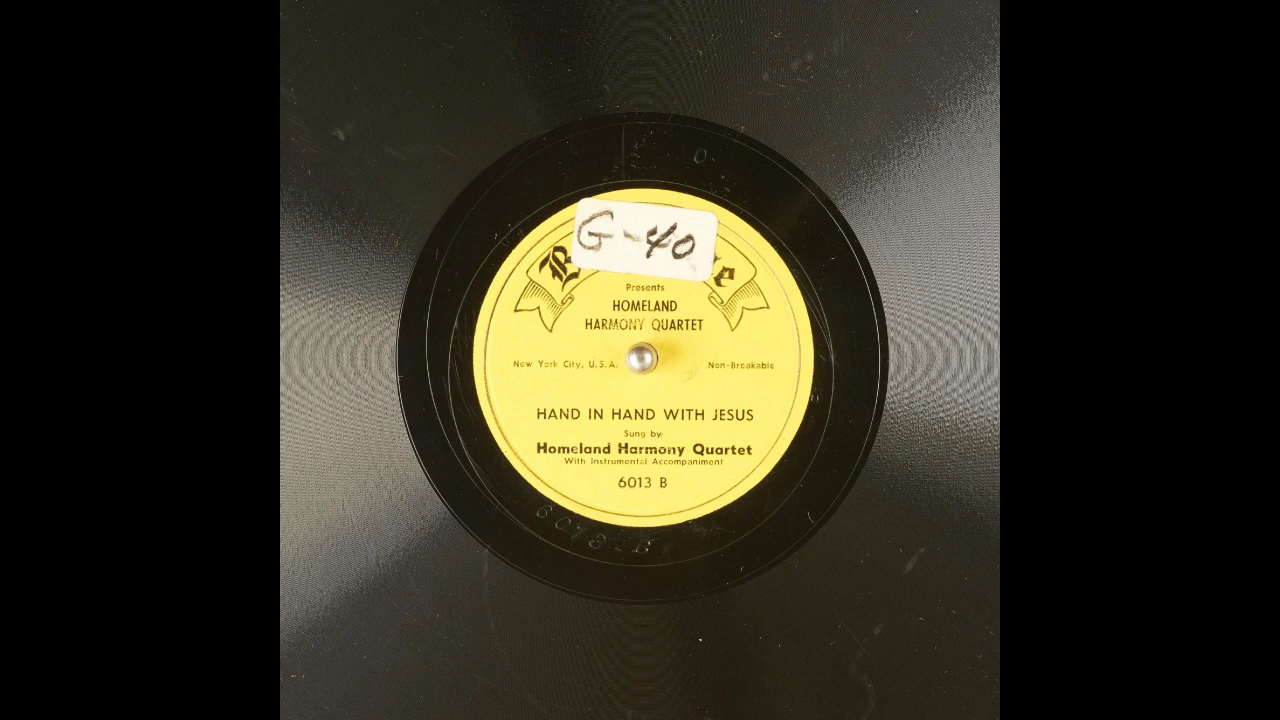 G-40
Presents
HOMELAND
HARMONY QUARTET
New York City, U.S.A.
Non-Breakable
HAND IN HAND WITH JESUS
Sung by
Homeland Harmony Quartet
With Instrumental Accompaniment
6013 B
6013-B